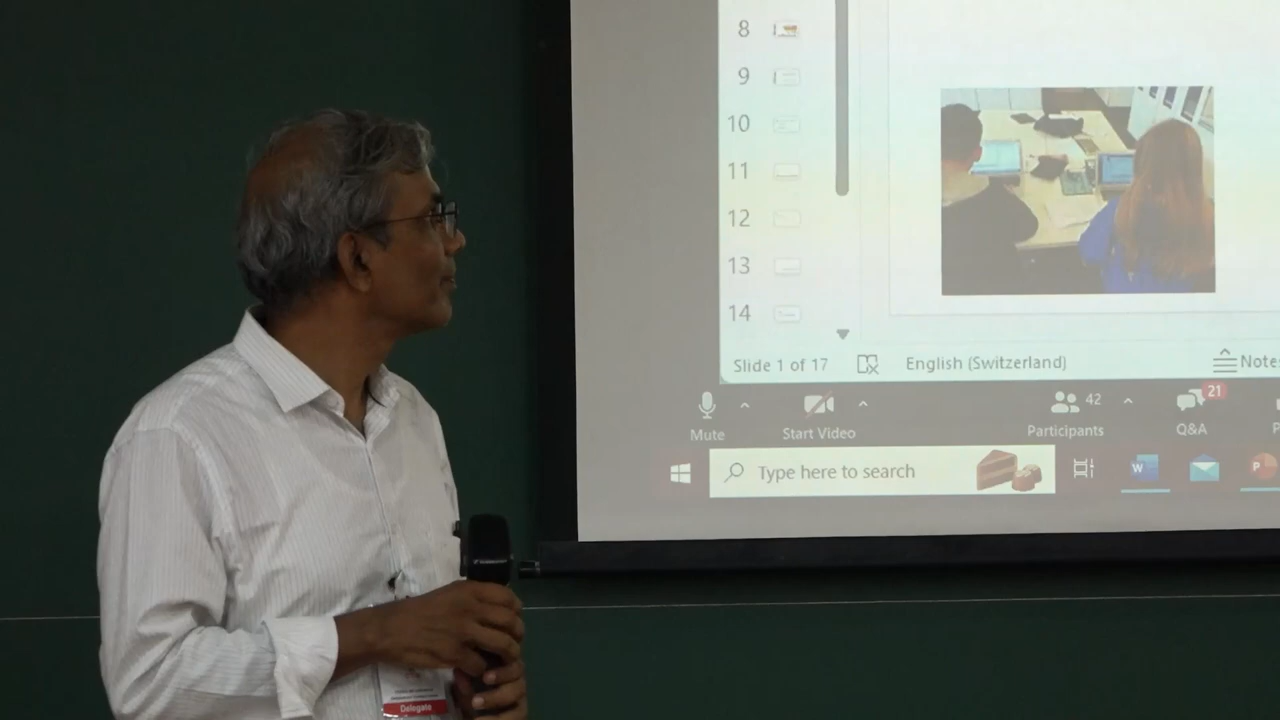 8
9
10
11
12
13
14
Slide 1 of 17 English (Switzerland)
42 21
Mute Start Video Participants Q&A P
Type here to search W P
Delegate